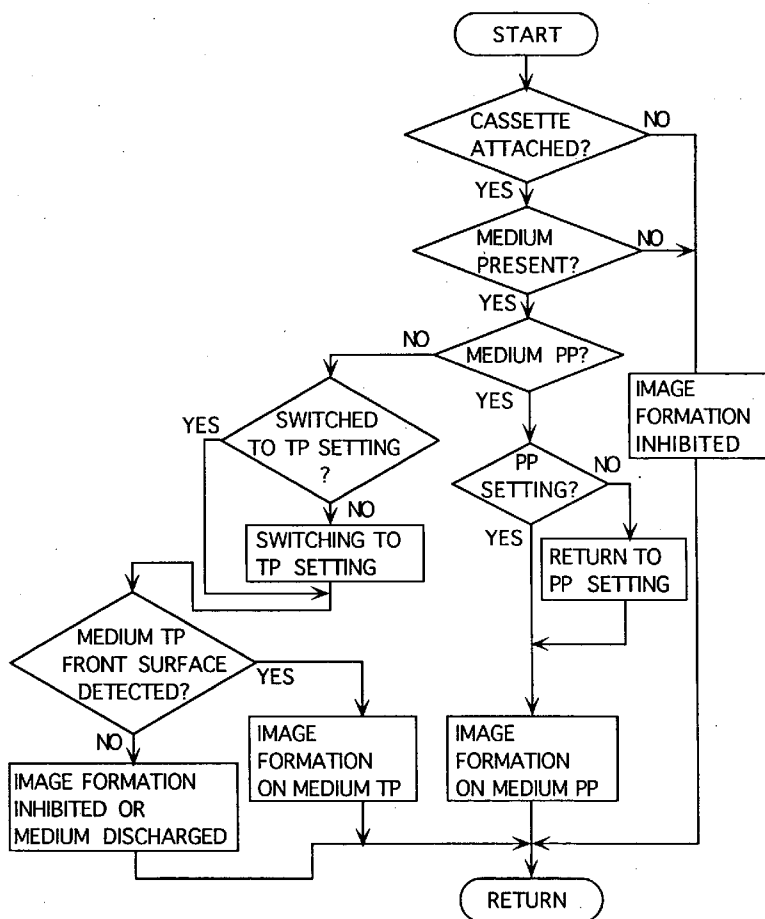 START
CASSETTE
ATTACHED?
NO
YES
MEDIUM
PRESENT?
NO
YES
MEDIUM PP?
NO
YES
SWITCHED
TO TP SETTING
?
YES
NO
PP
SETTING?
NO
YES
IMAGE
FORMATION
INHIBITED
SWITCHING TO
TP SETTING
RETURN TO
PP SETTING
MEDIUM TP
FRONT SURFACE
DETECTED?
YES
NO
IMAGE FORMATION
INHIBITED OR
MEDIUM DISCHARGED
IMAGE
FORMATION
ON MEDIUM TP
IMAGE
FORMATION
ON MEDIUM PP
RETURN